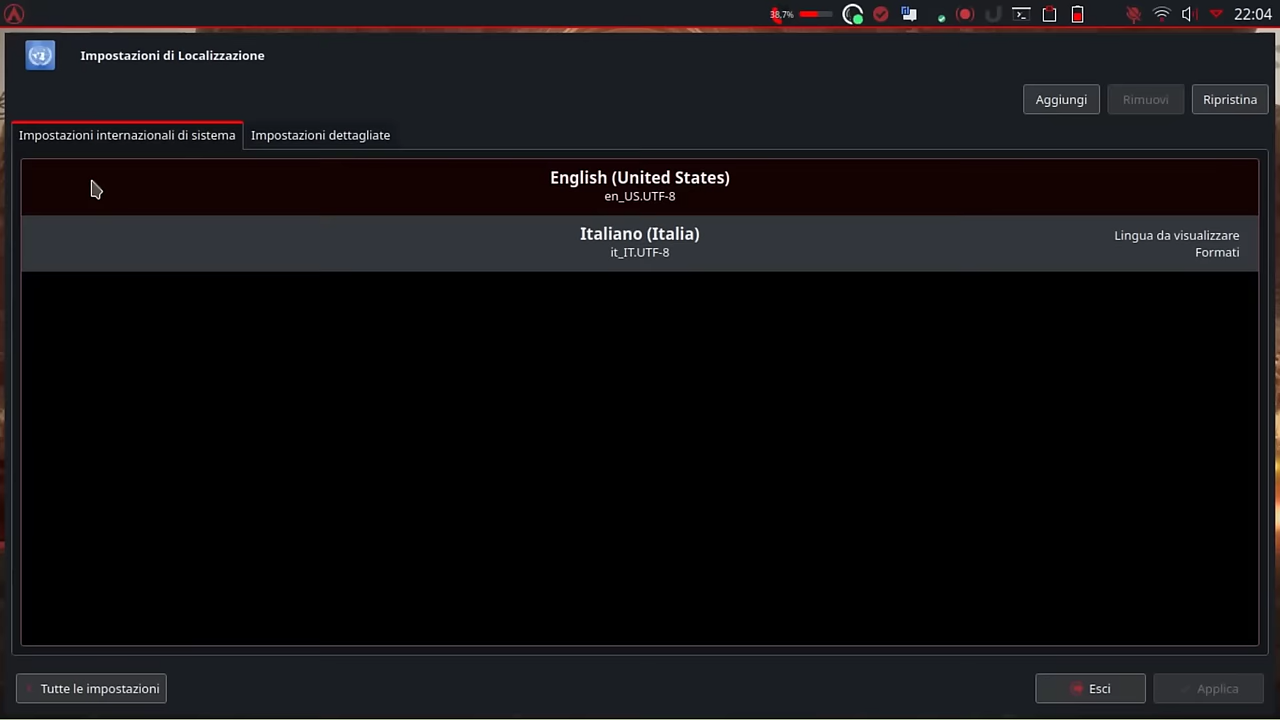 38,7%
22:04
Impostazioni di Localizzazione
Aggiungi
Rimuovi
Ripristina
Impostazioni internazionali di sistema
Impostazioni dettagliate
English (United States)
en_US.UTF-8
Italiano (Italia)
it_IT.UTF-8
Lingua da visualizzare
Formati
Tutte le impostazioni
Esci
Applica